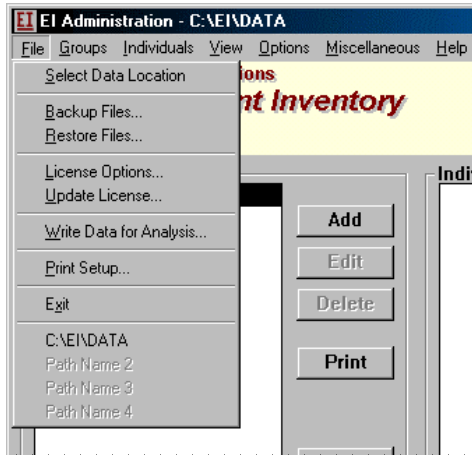 EI EI Administration - C:\EI\DATA
File Groups Individuals View Options Miscellaneous Help
Select Data Location
ions
nt Inventory
Backup Files...
Restore Files...
License Options...
Indi
Update License...
Add
Write Data for Analysis...
Edit
Print Setup...
Delete
Exit
C:\EI\DATA
Print
Path Name 2
Path Name 3
Path Name 4